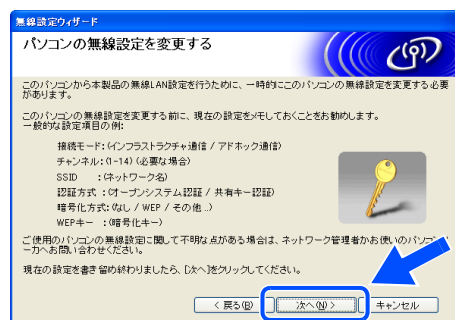 無線設定ウィザード
パソコンの無線設定を変更する
このパソコンから本製品の無線LAN設定を行うために、一時的にこのパソコンの無線設定を変更する必要
があります。
このパソコンの無線設定を変更する前に、現在の設定をメモしておくことをお勧めします。
一般的な設定項目の例:
接続モード:(インフラストラクチャ通信 / アドホック通信)
チャンネル:(1-14)(必要な場合)
SSID :(ネットワーク名)
認証方式 :(オープンシステム認証 / 共有キー認証)
暗号化方式:(なし / WEP / その他...)
WEPキー :(暗号化キー)
ご使用のパソコンの無線設定に関して不明な点がある場合は、ネットワーク管理者かお使いのパソコン
ーカへお問い合わせください。
現在の設定を書き留め終わりましたら、[次へ]をクリックしてください。
< 戻る(B) 次へ(N) > キャンセル